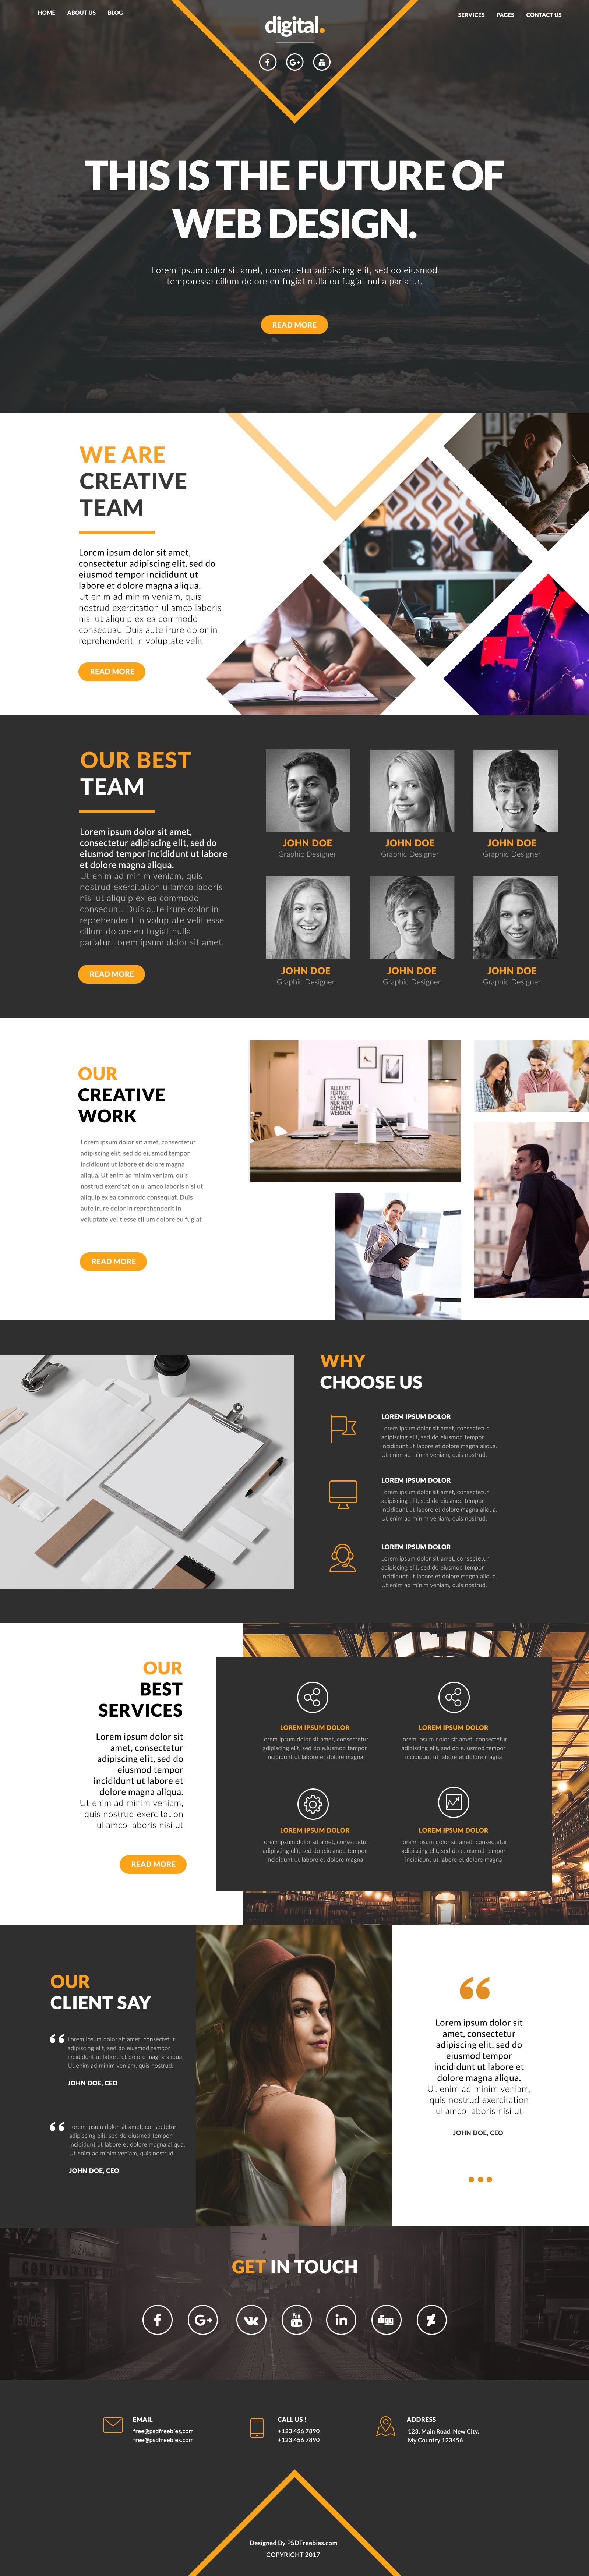 HOME ABOUT US BLOG
digital.
SERVICES PAGES CONTACT US
THIS IS THE FUTURE OF
WEB DESIGN.
Lorem ipsum dolor sit amet, consectetur adipiscing elit, sed do eiusmod
temporesse cillum dolore eu fugiat nulla eu fugiat nulla pariatur.
READ MORE
WE ARE
CREATIVE
TEAM
Lorem ipsum dolor sit amet,
consectetur adipiscing elit, sed do
eiusmod tempor incididunt ut
labore et dolore magna aliqua.
Ut enim ad minim veniam, quis
nostrud exercitation ullamco laboris
nisi ut aliquip ex ea commodo
consequat. Duis aute irure dolor in
reprehenderit in voluptate velit
READ MORE
OUR BEST
TEAM
Lorem ipsum dolor sit amet,
consectetur adipiscing elit, sed do
eiusmod tempor incididunt ut labore
et dolore magna aliqua.
Ut enim ad minim veniam, quis
nostrud exercitation ullamco laboris
nisi ut aliquip ex ea commodo
consequat. Duis aute irure dolor in
reprehenderit in voluptate velit esse
cillum dolore eu fugiat nulla
pariatur.Lorem ipsum dolor sit amet,
READ MORE
JOHN DOE
Graphic Designer
JOHN DOE
Graphic Designer
JOHN DOE
Graphic Designer
JOHN DOE
Graphic Designer
JOHN DOE
Graphic Designer
JOHN DOE
Graphic Designer
OUR
CREATIVE
WORK
Lorem ipsum dolor sit amet, consectetur
adipiscing elit, sed do eiusmod tempor
incididunt ut labore et dolore magna
aliqua. Ut enim ad minim veniam, quis
nostrud exercitation ullamco laboris nisi ut
aliquip ex ea commodo consequat. Duis
aute irure dolor in reprehenderit in
voluptate velit esse cillum dolore eu fugiat
READ MORE
ALLES IST
FERTIG.
ES MUSS
NUR NOCH
GEMACHT
WERDEN.
WHY
CHOOSE US
LOREM IPSUM DOLOR
Lorem ipsum dolor sit amet, consectetur
adipiscing elit, sed do eiusmod tempor
incididunt ut labore et dolore magna aliqua.
Ut enim ad minim veniam, quis nostrud.
LOREM IPSUM DOLOR
Lorem ipsum dolor sit amet, consectetur
adipiscing elit, sed do eiusmod tempor
incididunt ut labore et dolore magna aliqua.
Ut enim ad minim veniam, quis nostrud.
LOREM IPSUM DOLOR
Lorem ipsum dolor sit amet, consectetur
adipiscing elit, sed do eiusmod tempor
incididunt ut labore et dolore magna aliqua.
Ut enim ad minim veniam, quis nostrud.
OUR
BEST
SERVICES
Lorem ipsum dolor sit
amet, consectetur
adipiscing elit, sed do
eiusmod tempor
incididunt ut labore et
dolore magna aliqua.
Ut enim ad minim veniam,
quis nostrud exercitation
ullamco laboris nisi ut
READ MORE
LOREM IPSUM DOLOR
Lorem ipsum dolor sit amet, consectetur
adipiscing elit, sed do e.iusmod tempor
incididunt ut labore et dolore magna
LOREM IPSUM DOLOR
Lorem ipsum dolor sit amet, consectetur
adipiscing elit, sed do e.iusmod tempor
incididunt ut labore et dolore magna
LOREM IPSUM DOLOR
Lorem ipsum dolor sit amet, consectetur
adipiscing elit, sed do e.iusmod tempor
incididunt ut labore et dolore magna
LOREM IPSUM DOLOR
Lorem ipsum dolor sit amet, consectetur
adipiscing elit, sed do e.iusmod tempor
incididunt ut labore et dolore magna
OUR
CLIENT SAY
Lorem ipsum dolor sit amet, consectetur
adipiscing elit, sed do eiusmod tempor
incididunt ut labore et dolore magna aliqua.
Ut enim ad minim veniam, quis nostrud.
JOHN DOE, CEO
Lorem ipsum dolor sit amet, consectetur
adipiscing elit, sed do eiusmod tempor
incididunt ut labore et dolore magna aliqua.
Ut enim ad minim veniam, quis nostrud.
JOHN DOE, CEO
Lorem ipsum dolor sit
amet, consectetur
adipiscing elit, sed do
eiusmod tempor
incididunt ut labore et
dolore magna aliqua.
Ut enim ad minim veniam,
quis nostrud exercitation
ullamco laboris nisi ut
JOHN DOE, CEO
GET IN TOUCH
soldes
f G+ You Tube in digg
EMAIL
free@psdfreebies.com
free@psdfreebies.com
CALL US !
+123 456 7890
+123 456 7890
ADDRESS
123, Main Road, New City,
My Country 123456
Designed By PSDFreebies.com
COPYRIGHT 2017